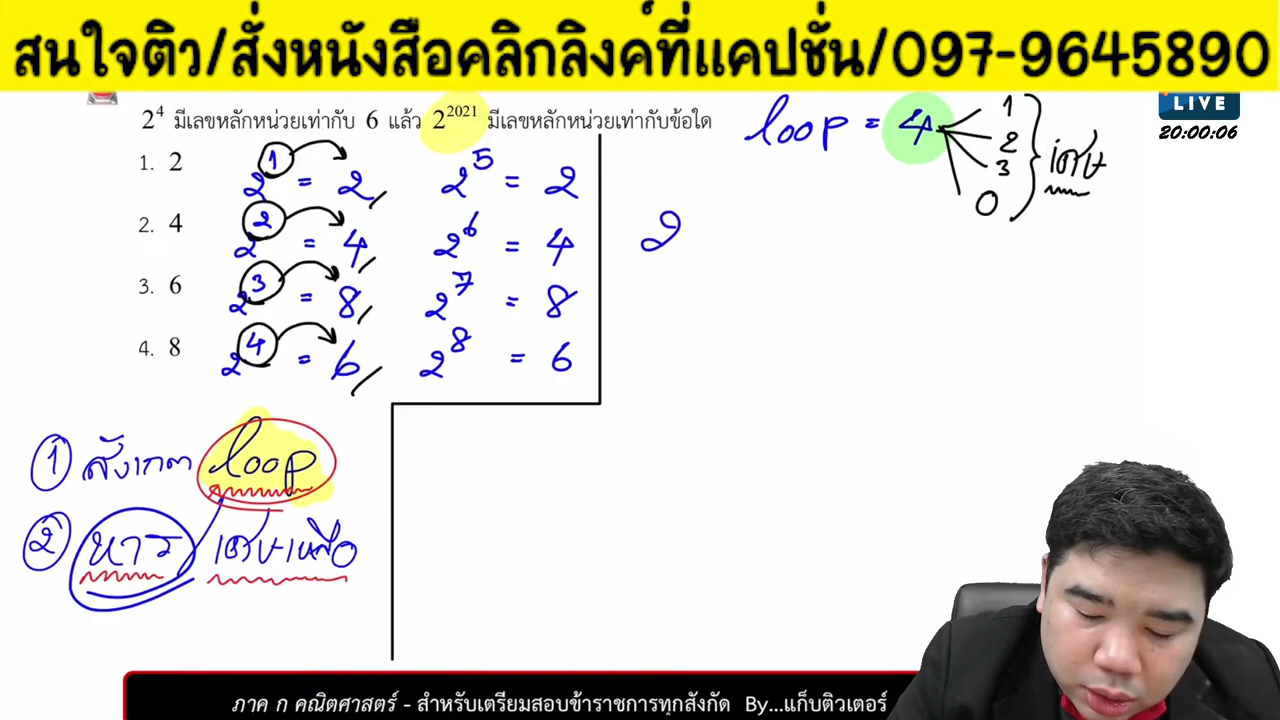 สนใจติว/สั่งหนังสือคลิกลิงค์ที่แคปชั่น/097-9645890
LIVE
20:00:06
2⁴ มีเลขหลักหน่วยเท่ากับ 6 แล้ว 2²⁰²¹ มีเลขหลักหน่วยเท่ากับข้อใด
1. 2
2. 4
3. 6
4. 8
2¹ = 2
2² = 4
2³ = 8
2⁴ = 6
2⁵ = 2
2⁶ = 4
2⁷ = 8
2⁸ = 6
loop = 4
1
2
3
0
เศษ
2
① สังเกต loop
② หาร เศษเหลือ
ภาค ก คณิตศาสตร์ - สำหรับเตรียมสอบข้าราชการทุกสังกัด By...แก็บติวเตอร์